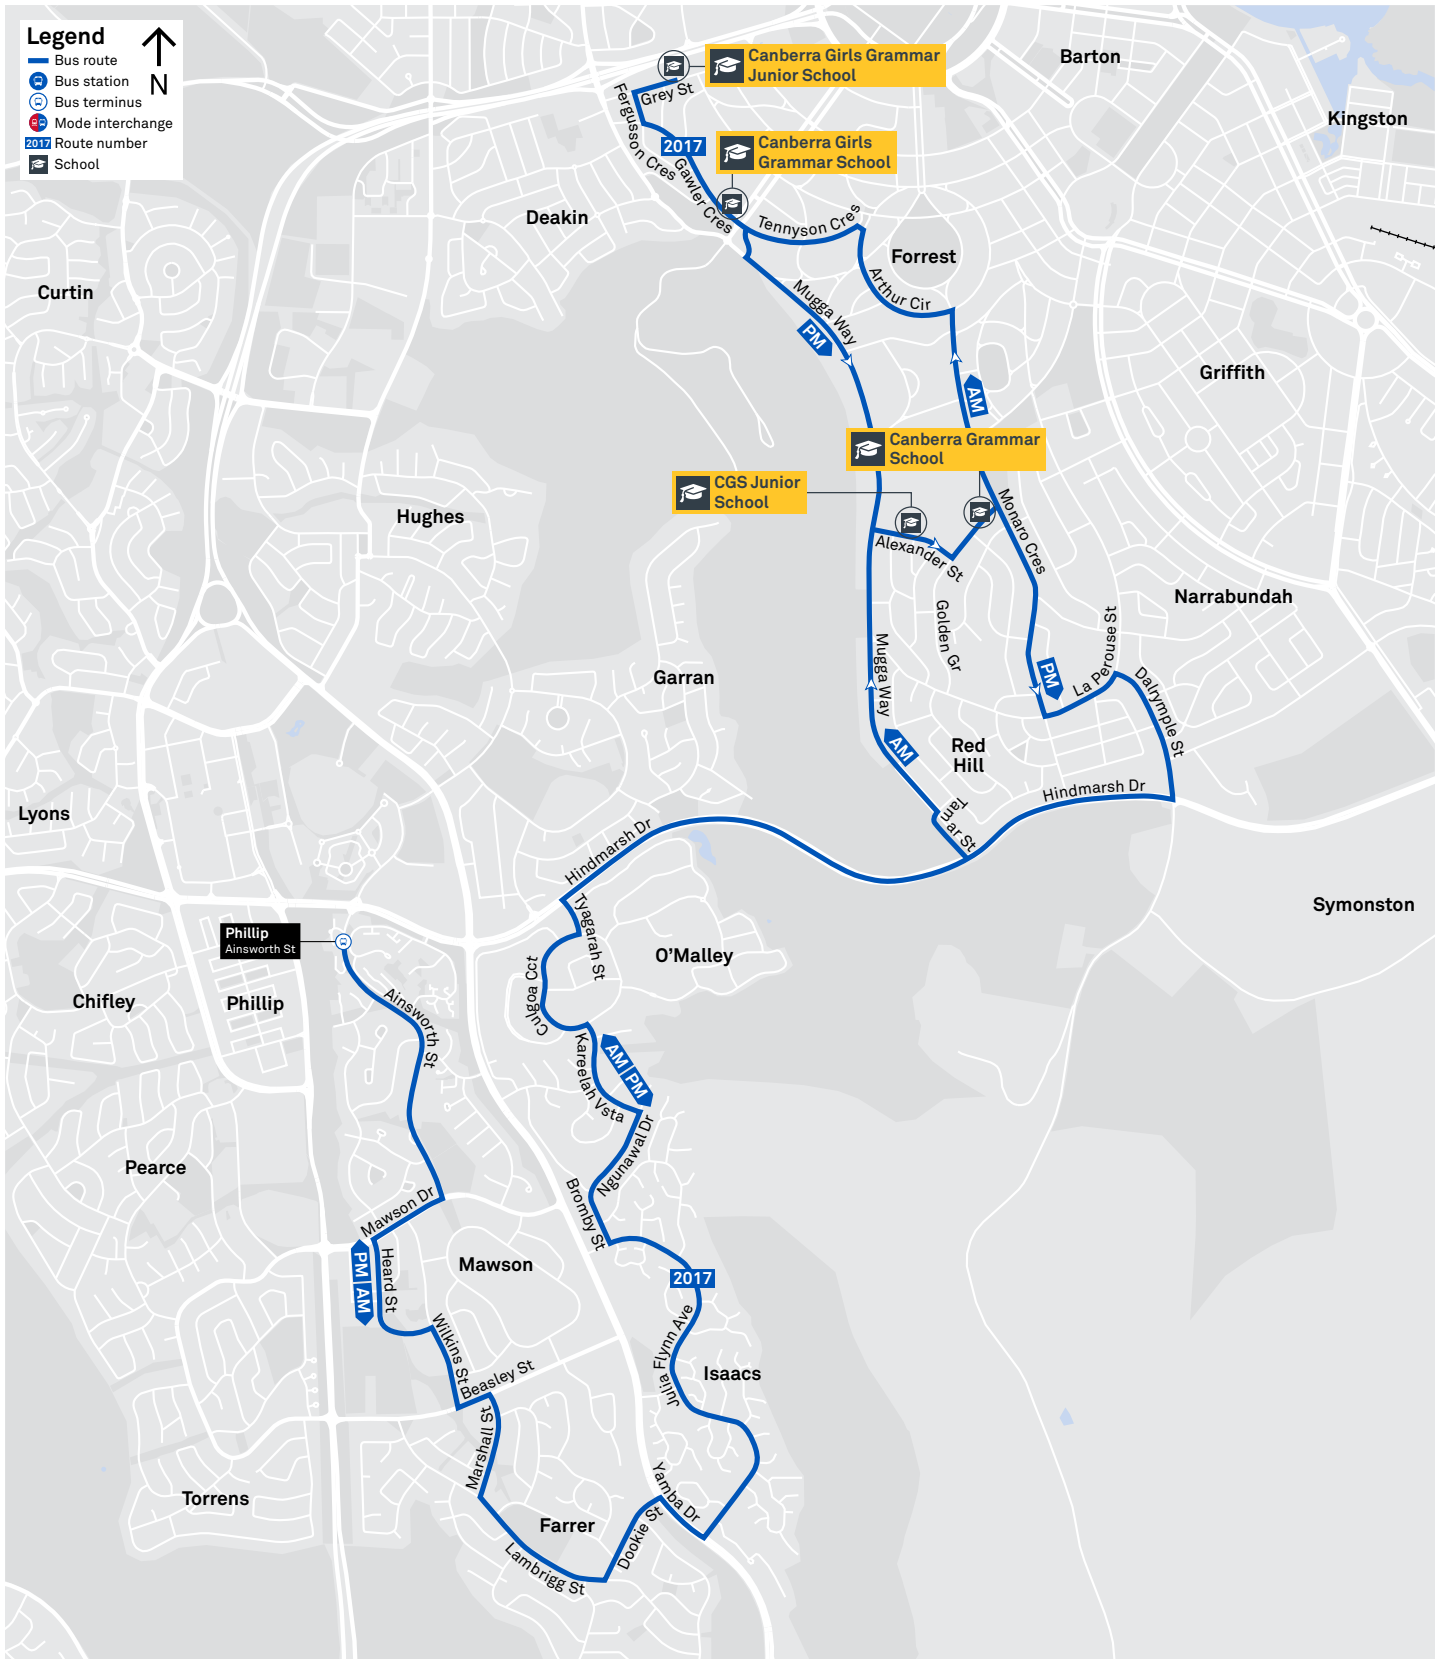 Legend
N
Bus route
Bus station
Bus terminus
Mode interchange
2017 Route number
School
Canberra Girls Grammar
Junior School
Barton
Kingston
Grey St
Fergusson Cres
2017
Canberra Girls
Grammar School
Gawler Cres
Deakin
Tennyson Cres
Forrest
Curtin
Arthur Cir
Mugga Way
PM
Griffith
AM
Canberra Grammar
School
CGS Junior
School
Hughes
Monaro Cres
Alexander St
Narrabundah
Golden Gr
La Perouse St
Mugga Way
Garran
PM
Dalrymple St
AM
Red
Hill
Hindmarsh Dr
Lyons
Tamar St
Hindmarsh Dr
Symonston
Tyagarah St
Phillip
Ainsworth St
O'Malley
Culgoa Cct
Chifley
Phillip
Ainsworth St
Kareelah Vsta
AM PM
Ngunawal Dr
Pearce
Mawson Dr
Bromby St
PM AM
Heard St
Mawson
2017
Wilkins St
Julia Flynn Ave
Isaacs
Beasley St
Marshall St
Torrens
Yamba Dr
Farrer
Dookie St
Lambrigg St